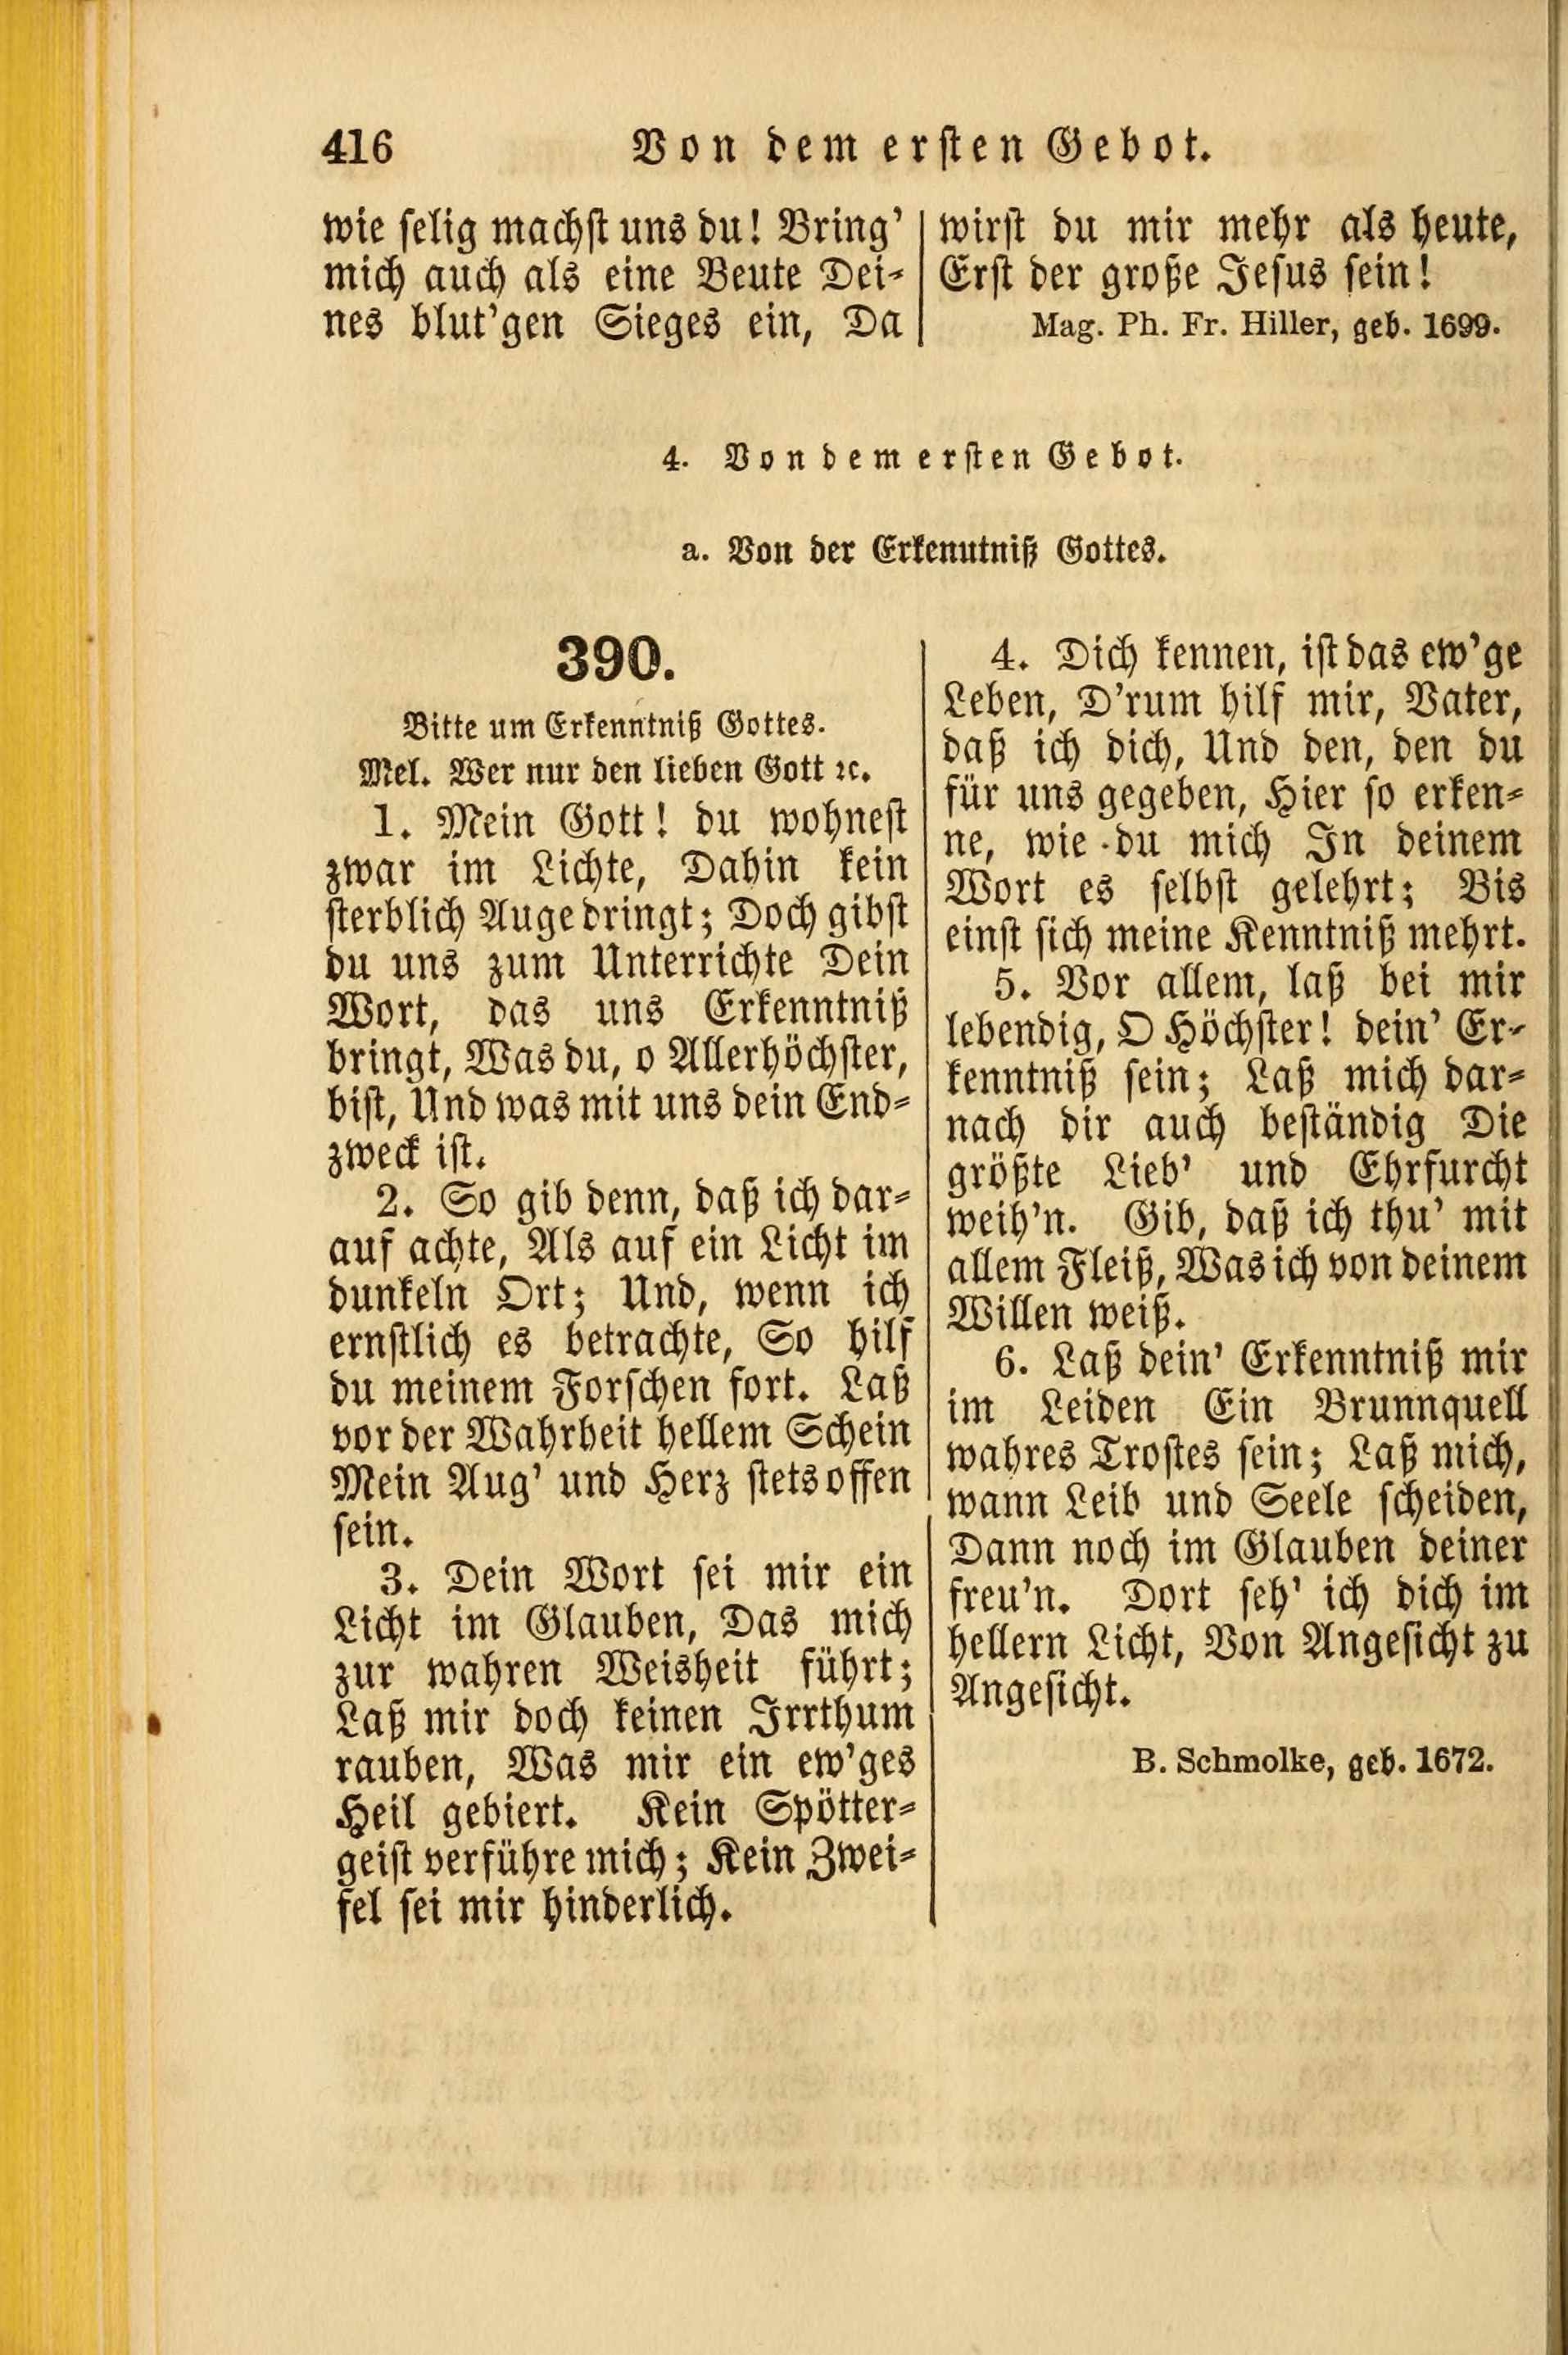 416 Von dem ersten Gebot.
wie selig machst uns du! Bring'
mich auch als eine Beute Dei-
nes blut'gen Sieges ein, Da
wirst du mir mehr als heute,
Erst der große Jesus sein!
Mag. Ph. Fr. Hiller, geb. 1699.
4. Von dem ersten Gebot.
a. Von der Erkenutniß Gottes.
390.
Bitte um Erkenntniß Gottes.
Mel. Wer nur den lieben Gott ꝛc.
1. Mein Gott! du wohnest
zwar im Lichte, Dahin kein
sterblich Auge dringt; Doch gibst
du uns zum Unterrichte Dein
Wort, das uns Erkenntniß
bringt, Was du, o Allerhöchster,
bist, Und was mit uns dein End-
zweck ist.
2. So gib denn, daß ich dar-
auf achte, Als auf ein Licht im
dunkeln Ort; Und, wenn ich
ernstlich es betrachte, So hilf
du meinem Forschen fort. Laß
vor der Wahrheit hellem Schein
Mein Aug' und Herz stets offen
sein.
3. Dein Wort sei mir ein
Licht im Glauben, Das mich
zur wahren Weisheit führt;
Laß mir doch keinen Irrthum
rauben, Was mir ein ew'ges
Heil gebiert. Kein Spötter-
geist verführe mich; Kein Zwei-
fel sei mir hinderlich.
4. Dich kennen, ist das ew'ge
Leben, D'rum hilf mir, Vater,
daß ich dich, Und den, den du
für uns gegeben, Hier so erken-
ne, wie du mich In deinem
Wort es selbst gelehrt; Bis
einst sich meine Kenntniß mehrt.
5. Vor allem, laß bei mir
lebendig, O Höchster! dein' Er-
kenntniß sein; Laß mich dar-
nach dir auch beständig Die
größte Lieb' und Ehrfurcht
weih'n. Gib, daß ich thu' mit
allem Fleiß, Was ich von deinem
Willen weiß.
6. Laß dein' Erkenntniß mir
im Leiden Ein Brunnquell
wahres Trostes sein; Laß mich,
wann Leib und Seele scheiden,
Dann noch im Glauben deiner
freu'n. Dort seh' ich dich im
hellern Licht, Von Angesicht zu
Angesicht.
B. Schmolke, geb. 1672.